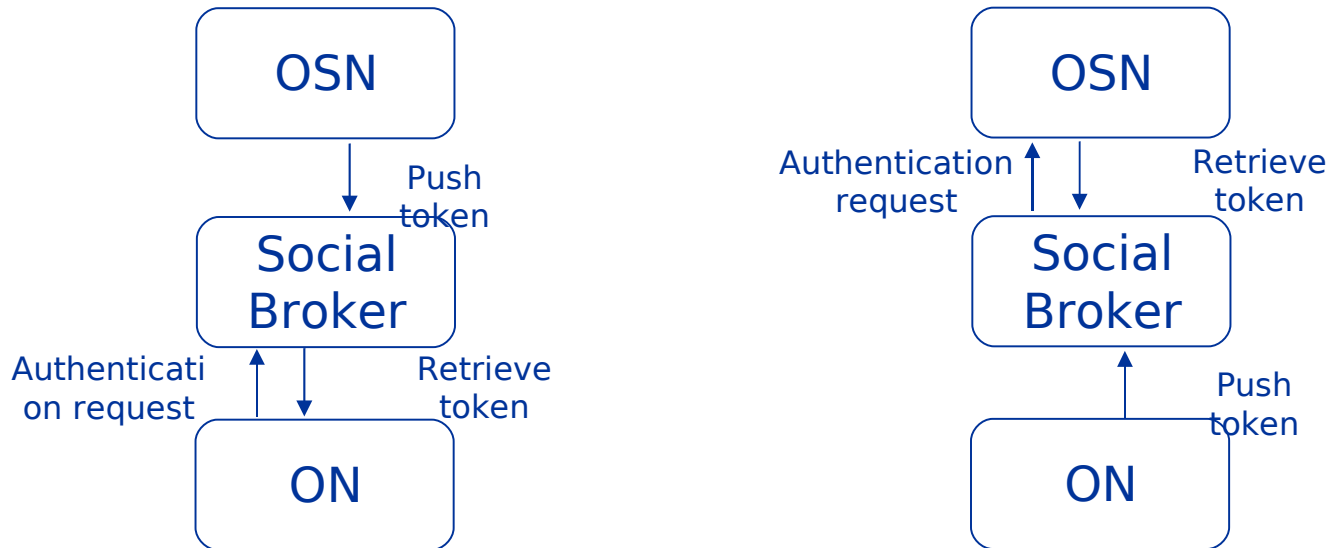 OSN
Push
token
Social
Broker
Authenticati
on request
Retrieve
token
ON
OSN
Authentication
request
Retrieve
token
Social
Broker
Push
token
ON